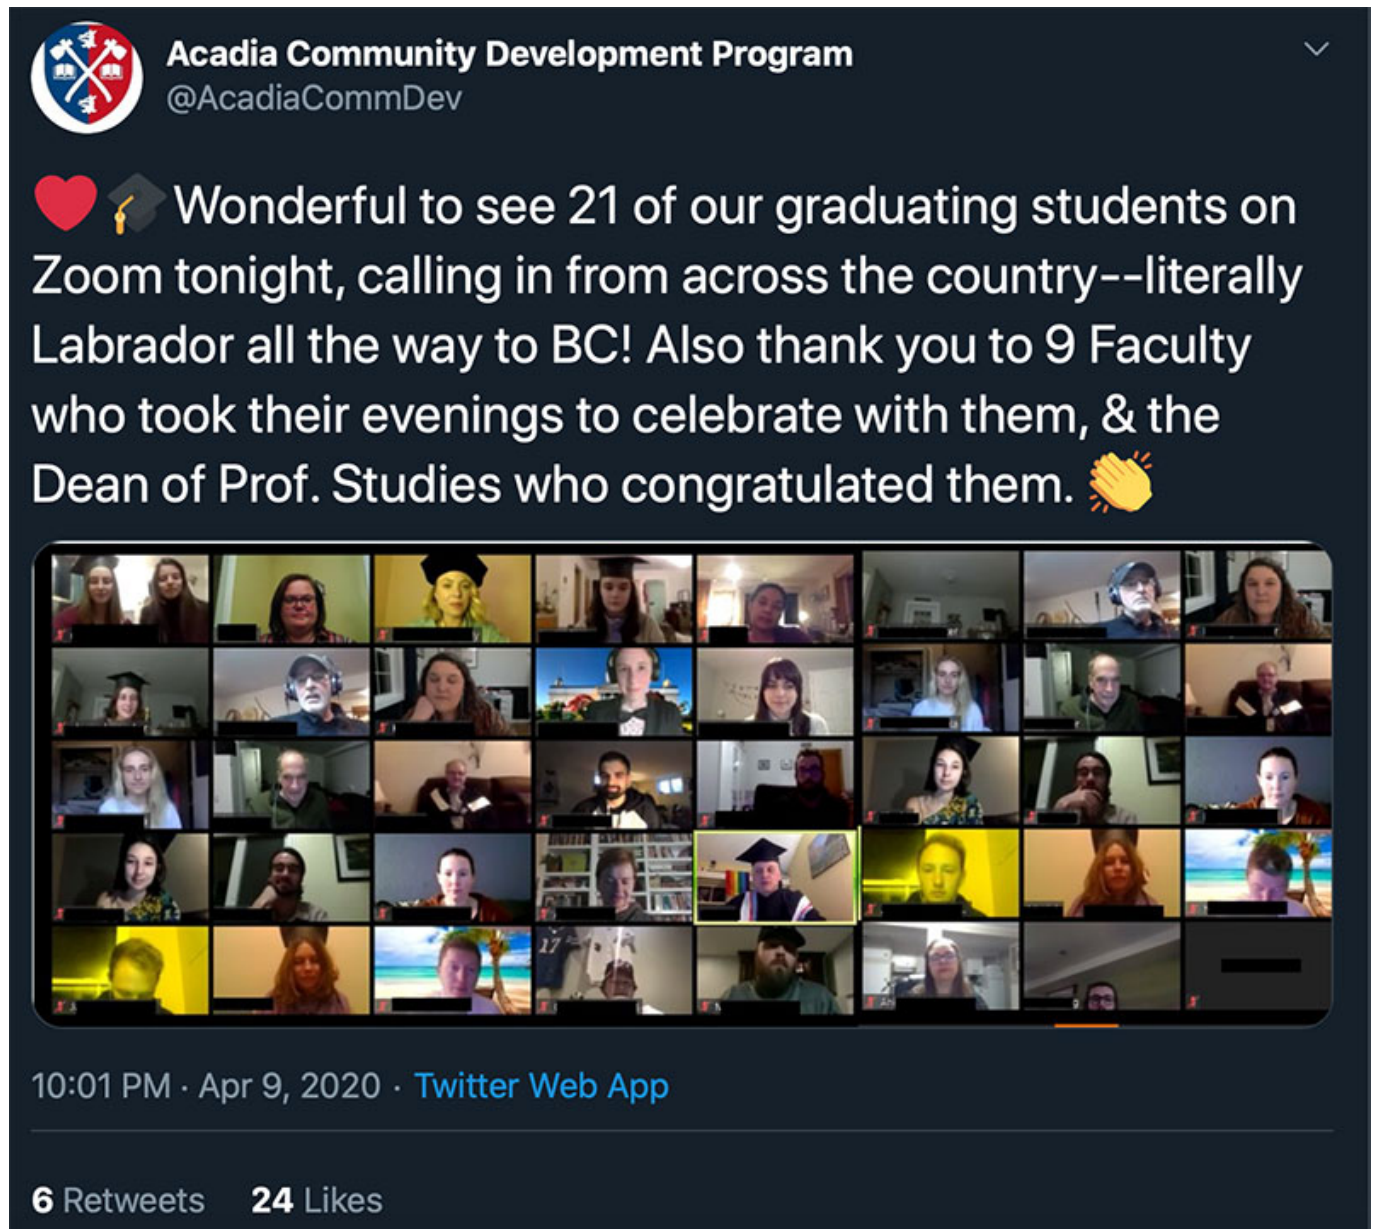 Acadia Community Development Program
@AcadiaCommDev
Wonderful to see 21 of our graduating students on
Zoom tonight, calling in from across the country--literally
Labrador all the way to BC! Also thank you to 9 Faculty
who took their evenings to celebrate with them, & the
Dean of Prof. Studies who congratulated them.
17
10:01 PM · Apr 9, 2020 · Twitter Web App
6 Retweets 24 Likes